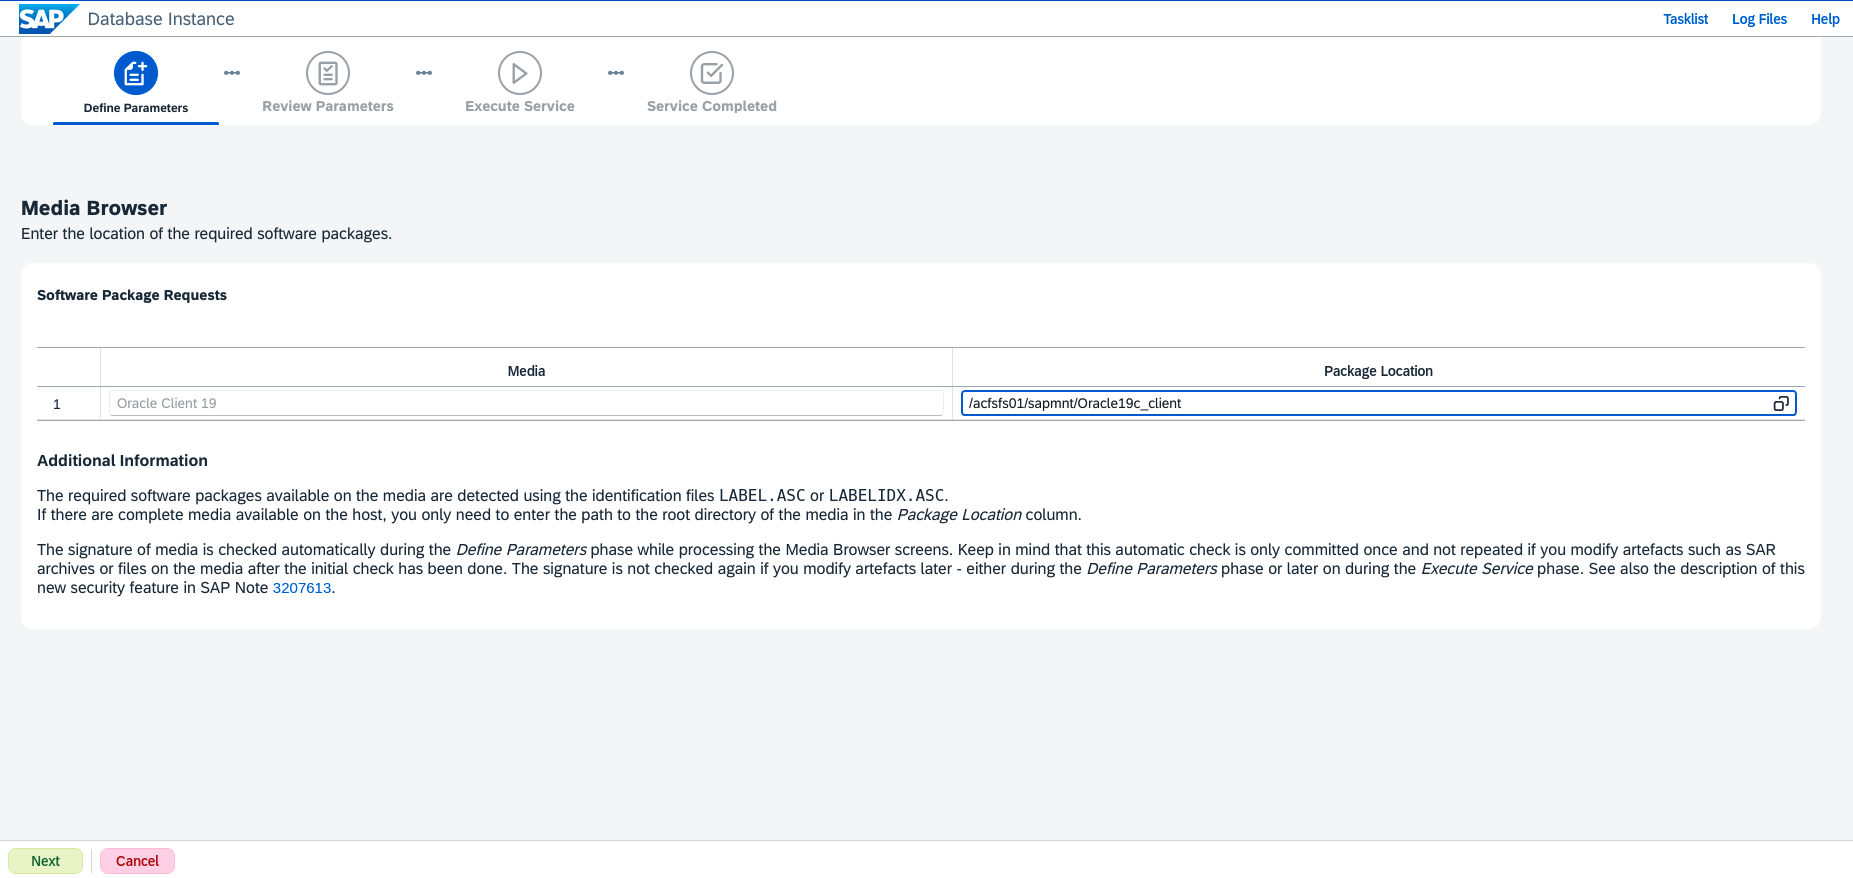 SAP Database Instance Tasklist Log Files Help
Define Parameters Review Parameters Execute Service Service Completed
Media Browser
Enter the location of the required software packages.
Software Package Requests
Media Package Location
1 Oracle Client 19 /acfsfs01/sapmnt/Oracle19c_client
Additional Information
The required software packages available on the media are detected using the identification files LABEL.ASC or LABELIDX.ASC.
If there are complete media available on the host, you only need to enter the path to the root directory of the media in the Package Location column.
The signature of media is checked automatically during the Define Parameters phase while processing the Media Browser screens. Keep in mind that this automatic check is only committed once and not repeated if you modify artefacts such as SAR
archives or files on the media after the initial check has been done. The signature is not checked again if you modify artefacts later - either during the Define Parameters phase or later on during the Execute Service phase. See also the description of this
new security feature in SAP Note 3207613.
Next Cancel